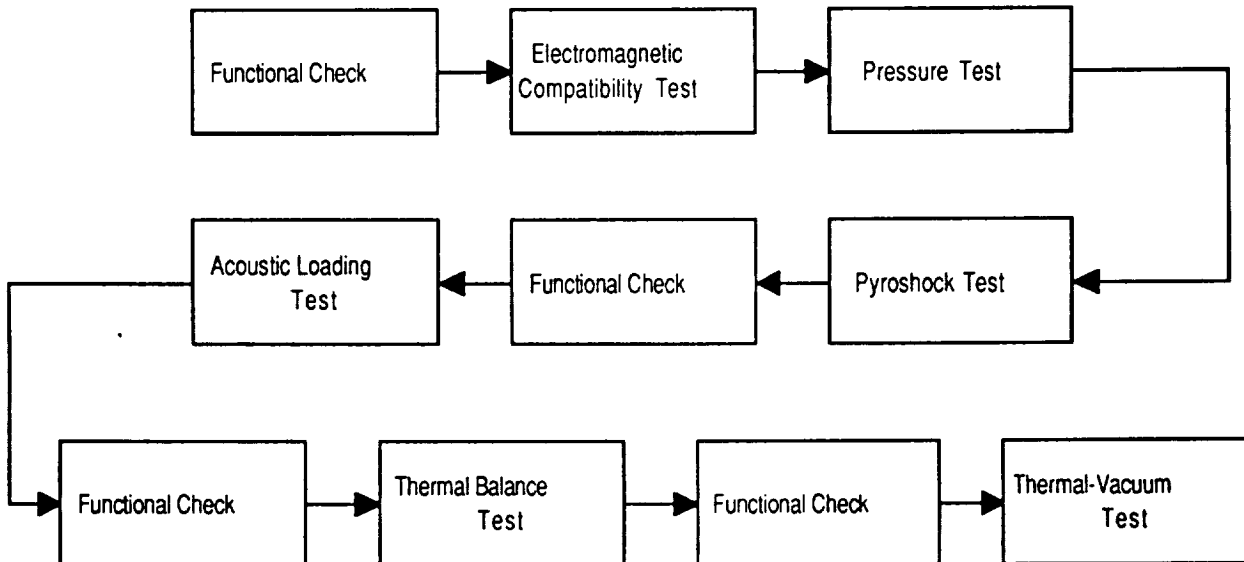 Functional Check
Electromagnetic
Compatibility Test
Pressure Test
Pyroshock Test
Functional Check
Acoustic Loading
Test
Functional Check
Thermal Balance
Test
Functional Check
Thermal-Vacuum
Test